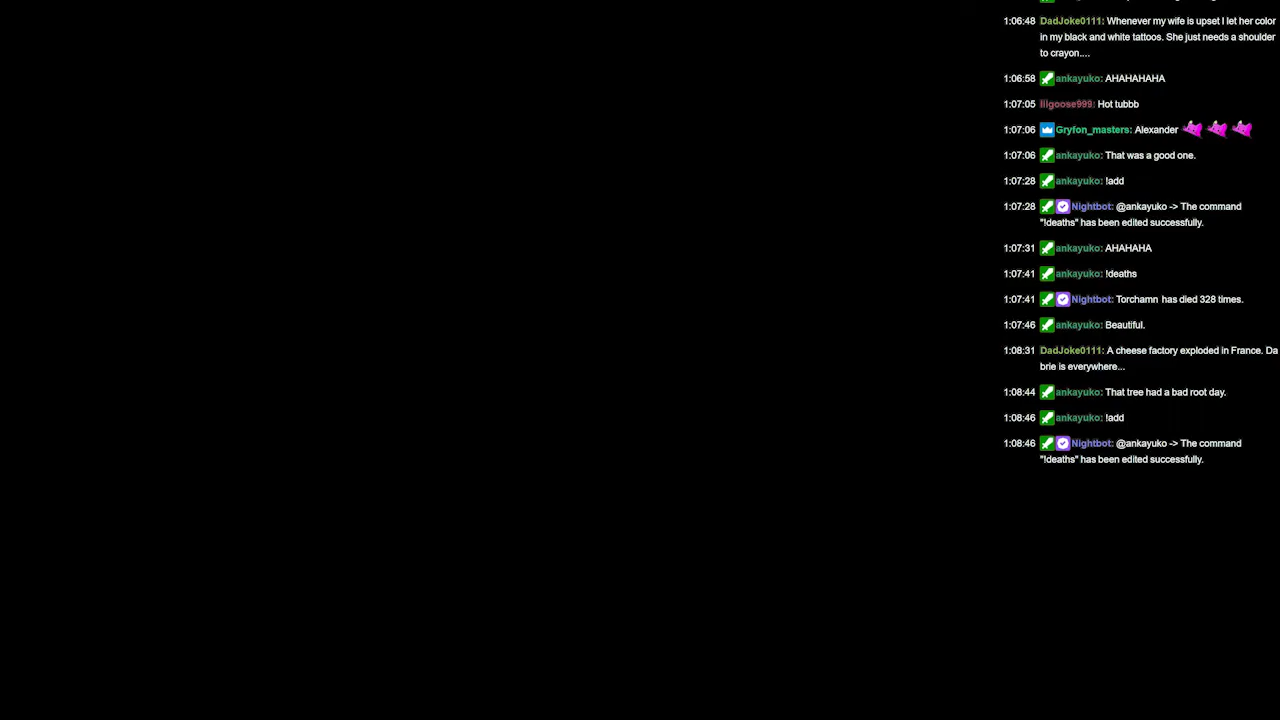 1:06:48 DadJoke0111: Whenever my wife is upset I let her color
in my black and white tattoos. She just needs a shoulder
to crayon....
1:06:58 ankayuko: AHAHAHAHA
1:07:05 lilgoose999: Hot tubbb
1:07:06 Gryfon_masters: Alexander
1:07:06 ankayuko: That was a good one.
1:07:28 ankayuko: !add
1:07:28 Nightbot: @ankayuko -> The command
"!deaths" has been edited successfully.
1:07:31 ankayuko: AHAHAHA
1:07:41 ankayuko: !deaths
1:07:41 Nightbot: Torchamn has died 328 times.
1:07:46 ankayuko: Beautiful.
1:08:31 DadJoke0111: A cheese factory exploded in France. Da
brie is everywhere...
1:08:44 ankayuko: That tree had a bad root day.
1:08:46 ankayuko: !add
1:08:46 Nightbot: @ankayuko -> The command
"!deaths" has been edited successfully.